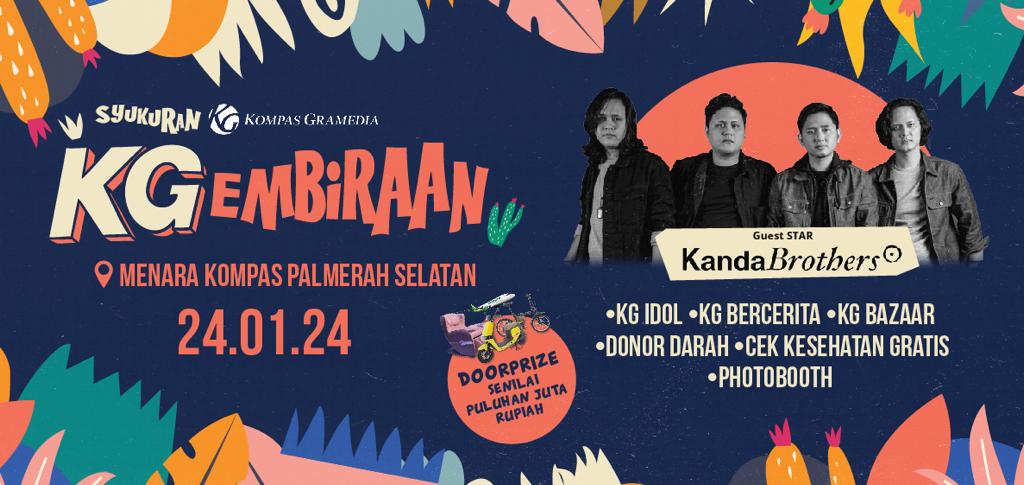 SYUKURAN KOMPAS GRAMEDIA
KGEMBiRAAN
MENARA KOMPAS PALMERAH SELATAN
24.01.24
DOORPRIZE
SENILAI
PULUHAN JUTA
RUPIAH
Guest STAR
KandaBrothers
•KG IDOL •KG BERCERITA •KG BAZAAR
•DONOR DARAH •CEK KESEHATAN GRATIS
•PHOTOBOOTH